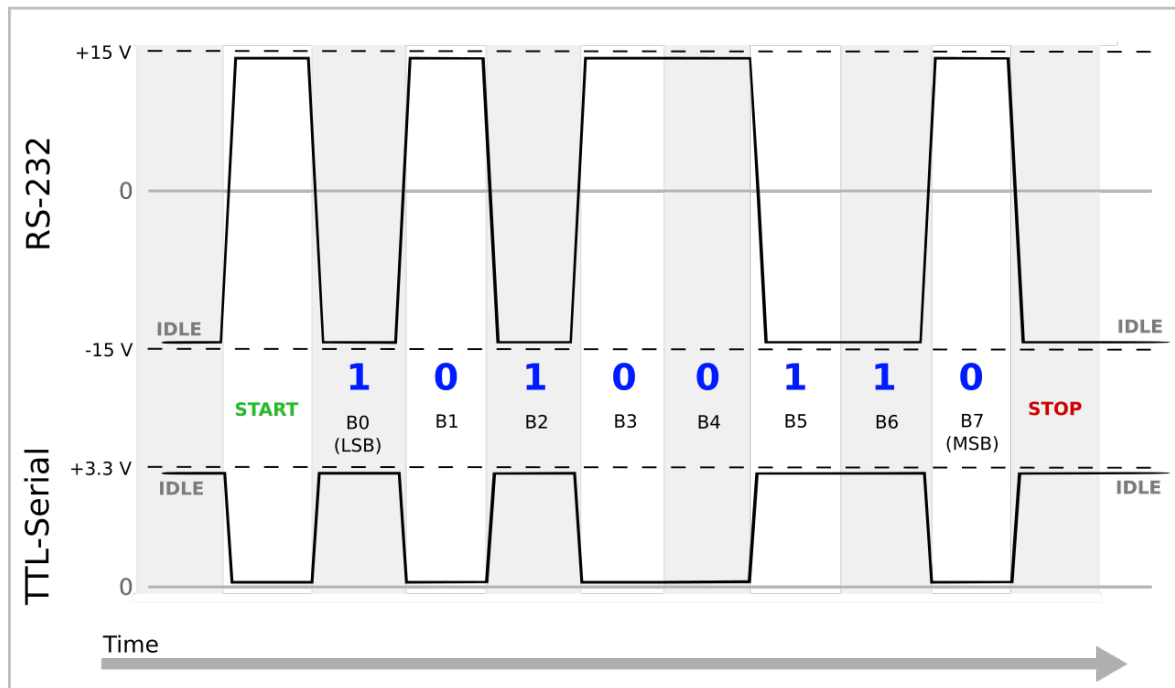 +15 V
RS-232
0
IDLE
IDLE
-15 V
1 0 1 0 0 1 1 0
START B0 B1 B2 B3 B4 B5 B6 B7 STOP
(LSB) (MSB)
+3.3 V
IDLE
IDLE
TTL-Serial
0
Time